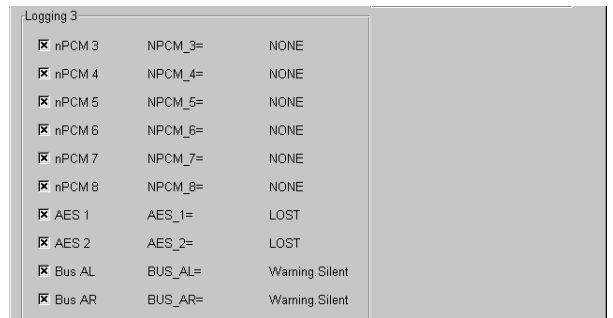 Logging 3
nPCM 3 NPCM_3= NONE
nPCM 4 NPCM_4= NONE
nPCM 5 NPCM_5= NONE
nPCM 6 NPCM_6= NONE
nPCM 7 NPCM_7= NONE
nPCM 8 NPCM_8= NONE
AES 1 AES_1= LOST
AES 2 AES_2= LOST
Bus AL BUS_AL= Warning.Silent
Bus AR BUS_AR= Warning.Silent